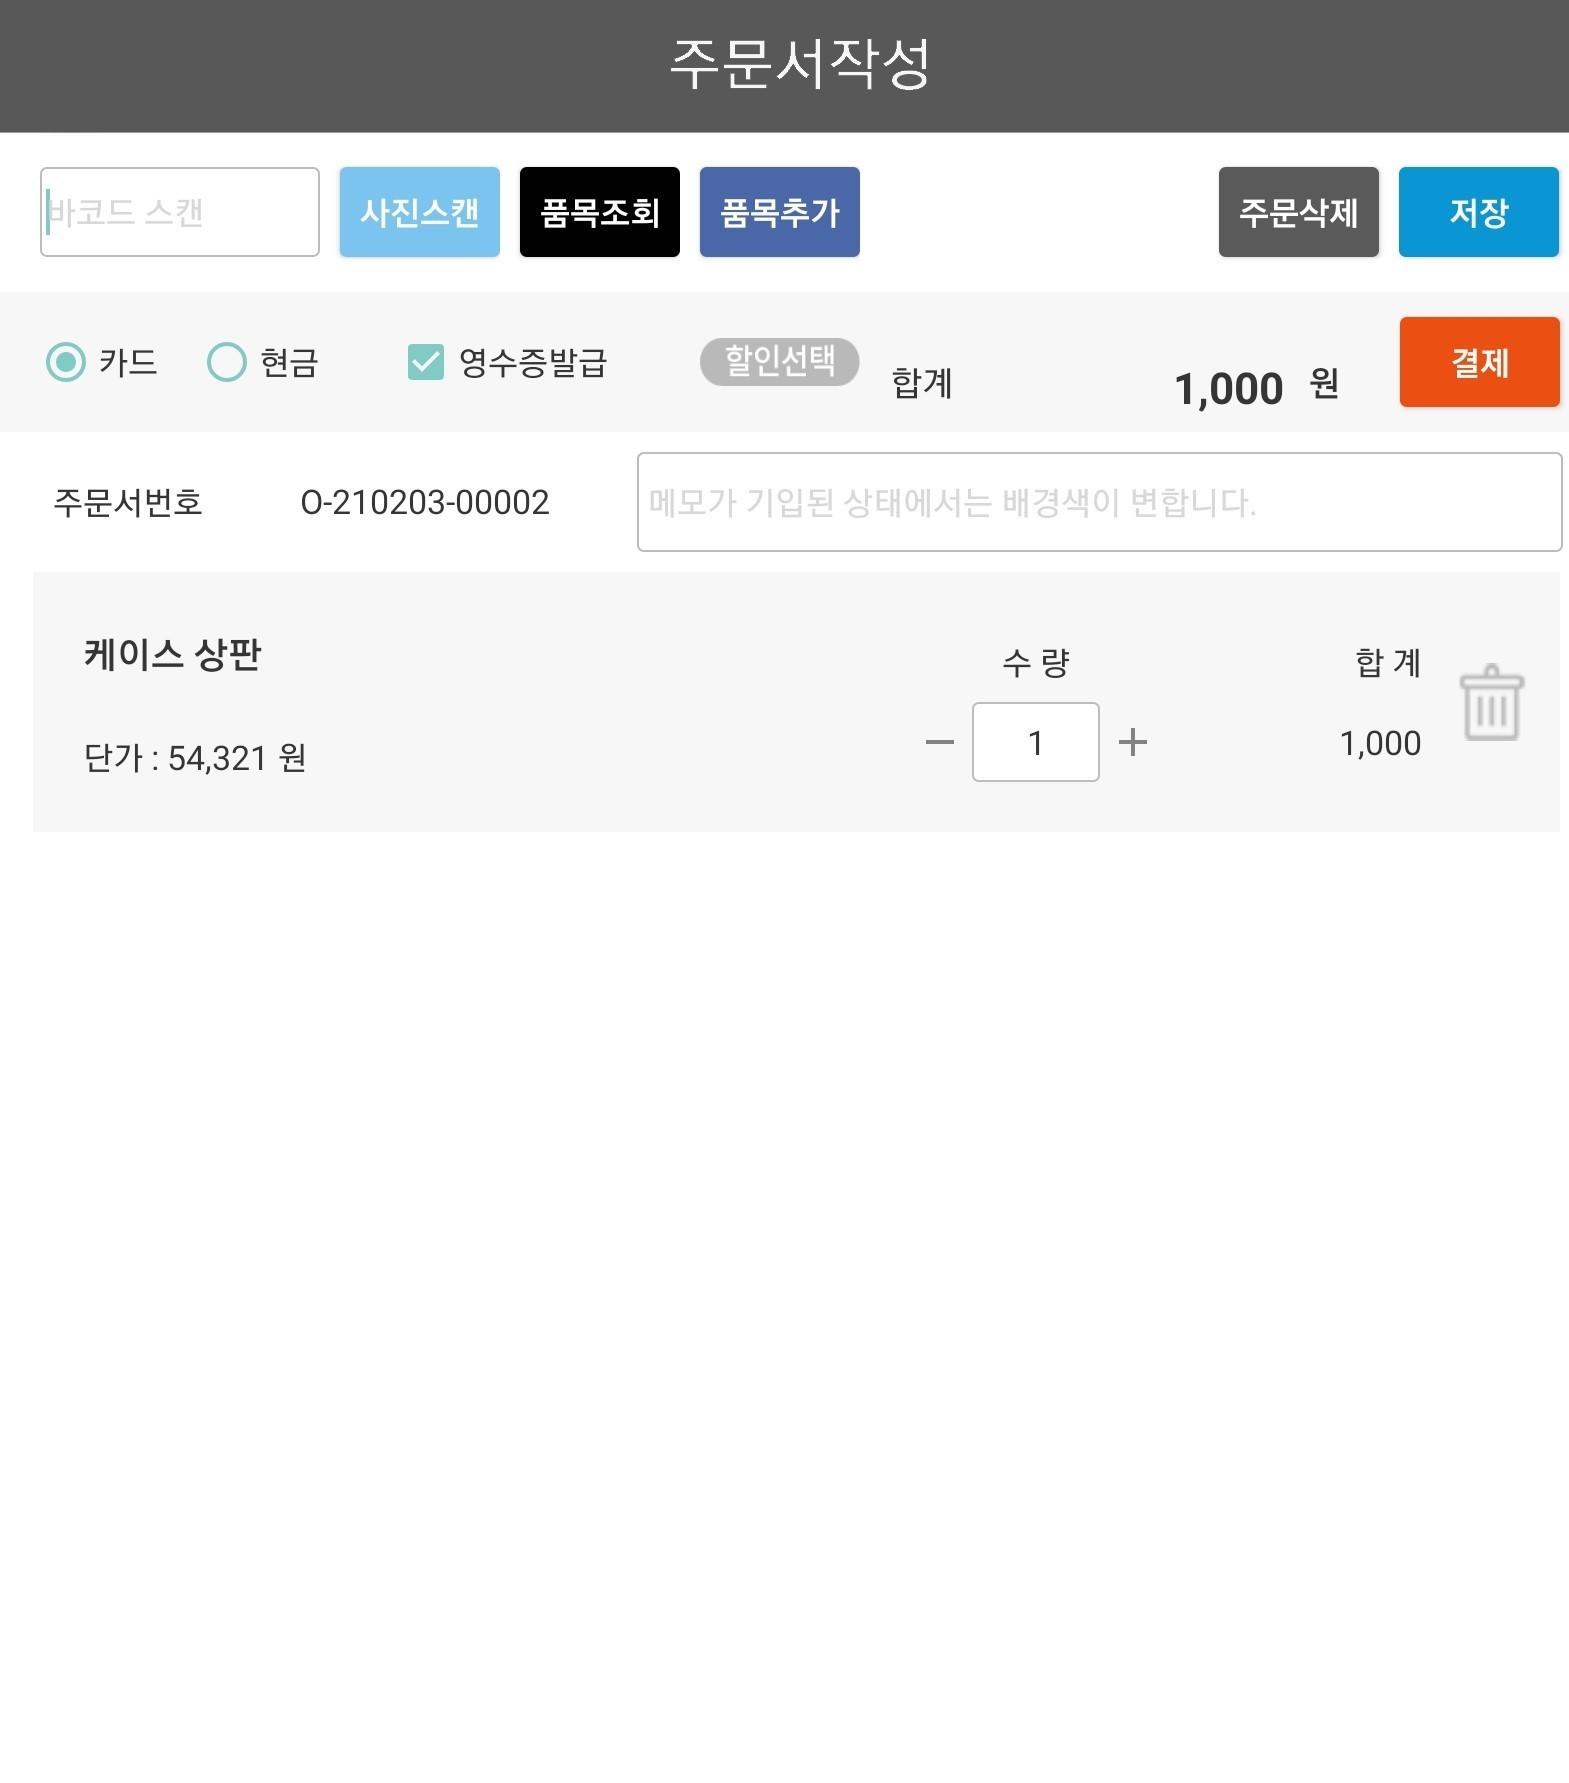 주문서작성
바코드 스캔 사진스캔 품목조회 품목추가 주문삭제 저장
카드 현금 영수증발급 할인선택 합계 1,000 원 결제
주문서번호 O-210203-00002 메모가 기입된 상태에서는 배경색이 변합니다.
케이스 상판 수 량 합 계
단가 : 54,321 원 1 1,000